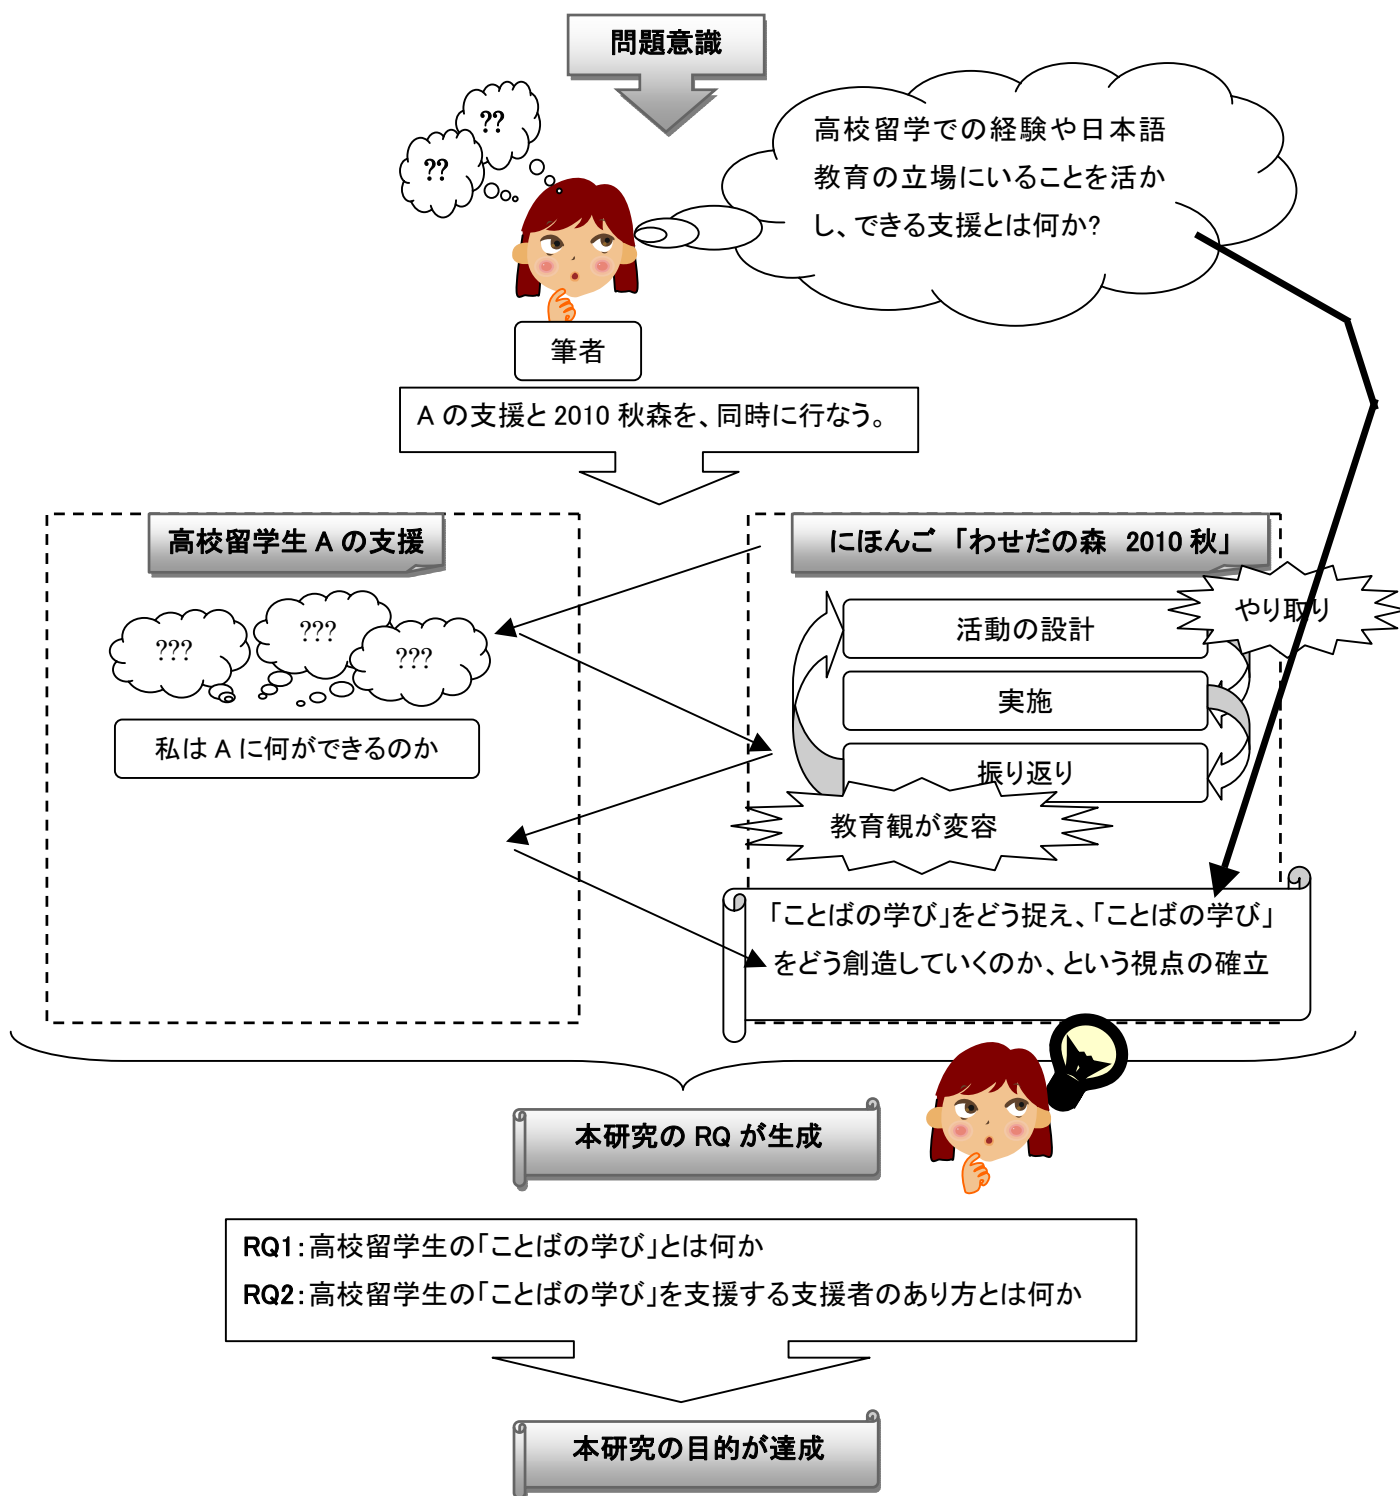 問題意識
??
??
高校留学での経験や日本語
教育の立場にいることを活か
し、できる支援とは何か?
筆者
A の支援と 2010 秋森を、同時に行なう。
高校留学生 A の支援
???
???
???
私は A に何ができるのか
にほんご 「わせだの森 2010 秋」
やり取り
活動の設計
実施
振り返り
教育観が変容
「ことばの学び」をどう捉え、「ことばの学び」
をどう創造していくのか、という視点の確立
本研究の RQ が生成
RQ1:高校留学生の「ことばの学び」とは何か
RQ2:高校留学生の「ことばの学び」を支援する支援者のあり方とは何か
本研究の目的が達成